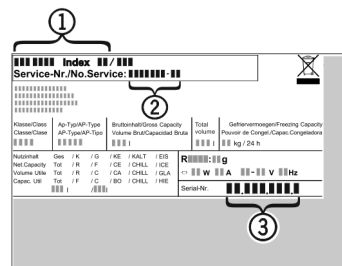 1
Index /
Service-Nr./No.Service: -
2
Klasse/Class Ap-Typ/AP-Type Bruttoinhalt/Gross Capacity Total Gefriervermoegen/Freezing Capacity
Classe/Clase AP-Type/AP-Tipo Volume Brut/Capacidad Bruta volume Pouvoir de Congel./Capac.Congeladora
l l kg / 24 h
Nutzinhalt Ges / K / G / KE / KALT / EIS
Net.Capacity Tot / R / F / CE / CHILL / ICE
Volume Utile Tot / R / C / CA / CHILL / GLA
Capac. Util Tot / F / C / BO / CHILL / HIE
l / l
R : g
W A - V Hz
Serial-Nr. . . .
3